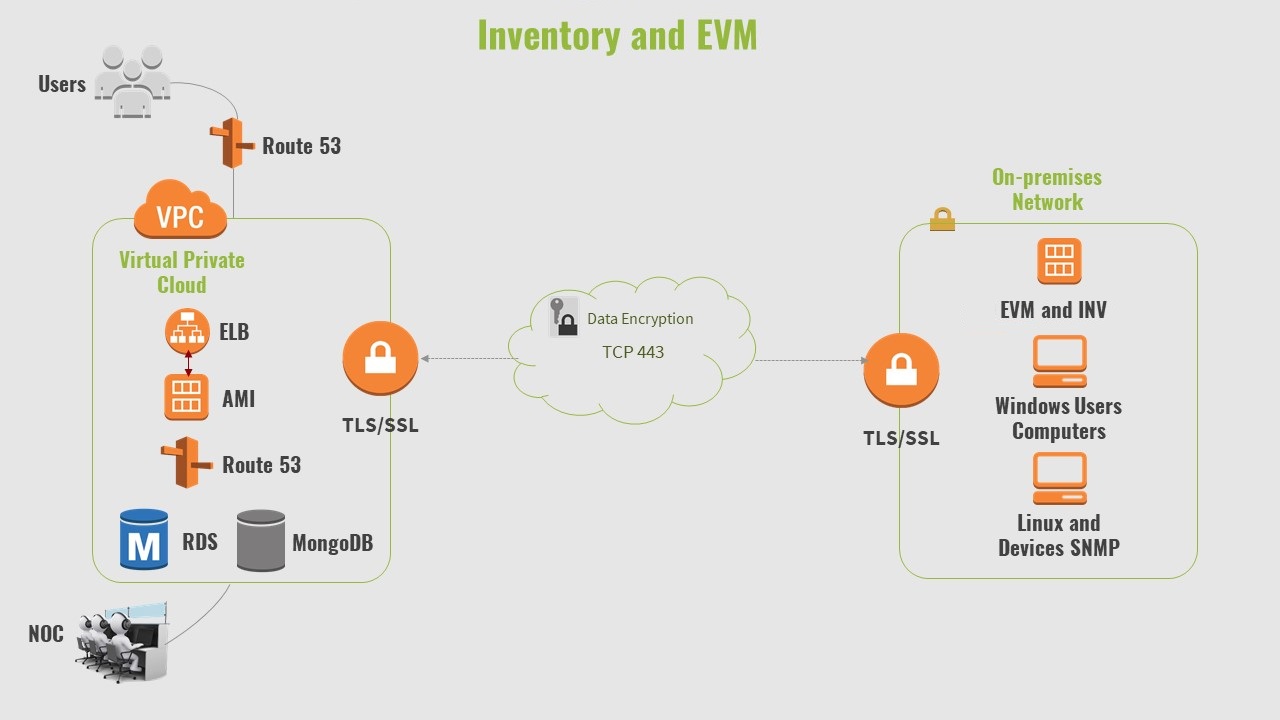 Inventory and EVM
Users
Route 53
VPC
Virtual Private
Cloud
ELB
AMI
Route 53
M
RDS
MongoDB
NOC
TLS/SSL
Data Encryption
TCP 443
TLS/SSL
On-premises
Network
EVM and INV
Windows Users
Computers
Linux and
Devices SNMP